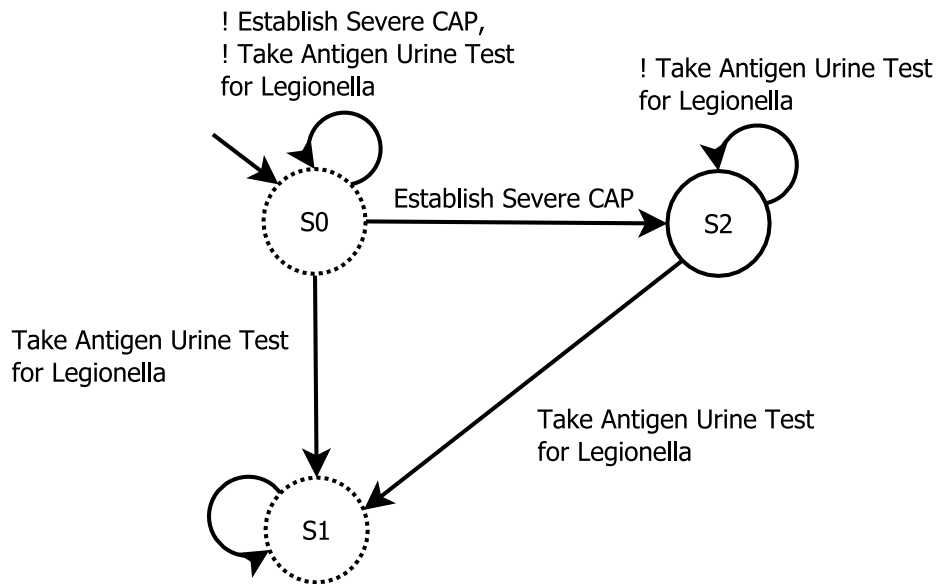 ! Establish Severe CAP,
! Take Antigen Urine Test
for Legionella
! Take Antigen Urine Test
for Legionella
Establish Severe CAP
S0
S2
Take Antigen Urine Test
for Legionella
Take Antigen Urine Test
for Legionella
S1